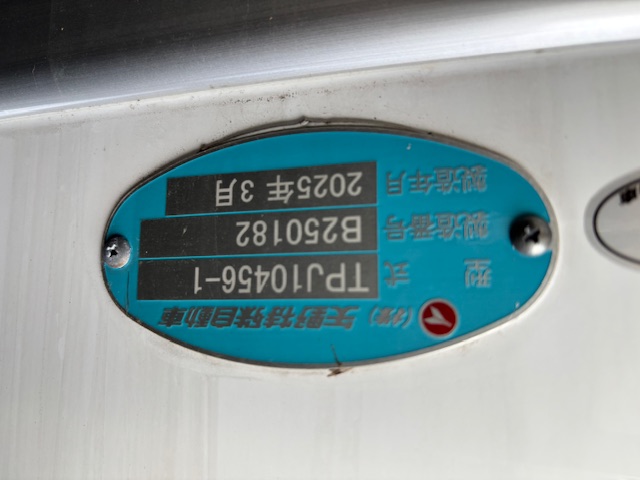 (有)矢野特殊自動車
型 式 TPJ10456-1
製造番号 B250182
製造年月 2025年 3月